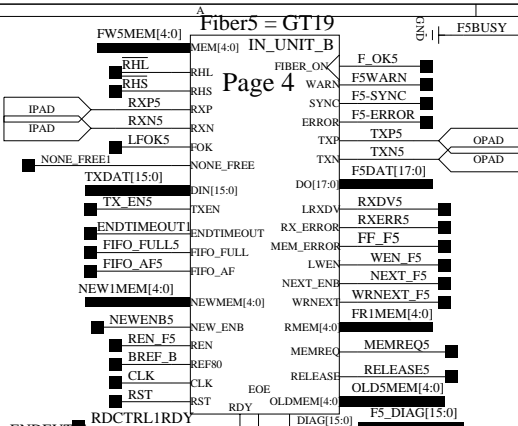 A
Fiber5 = GT19
FW5MEM[4:0]
MEM[4:0]
IN_UNIT_B
GND
F5BUSY
RHL
RHL
FIBER_ON
F_OK5
Page 4
WARN
F5WARN
RHS
RHS
SYNC
F5-SYNC
IPAD
RXP5
RXP
ERROR
F5-ERROR
IPAD
RXN5
RXN
TXP
TXP5
OPAD
LFOK5
FOK
TXN
TXN5
OPAD
NONE_FREE1
NONE_FREE
F5DAT[17:0]
TXDAT[15:0]
DIN[15:0]
DO[17:0]
TX_EN5
TXEN
LRXDV
RXDV5
ENDTIMEOUT1
ENDTIMEOUT
RX_ERROR
RXERR5
FIFO_FULL5
FIFO_FULL
MEM_ERROR
FF_F5
FIFO_AF5
FIFO_AF
LWEN
WEN_F5
NEXT_ENB
NEXT_F5
NEW1MEM[4:0]
NEWMEM[4:0]
WRNEXT
WRNEXT_F5
FR1MEM[4:0]
NEWENB5
NEW_ENB
RMEM[4:0]
REN_F5
REN
MEMREQ
MEMREQ5
BREF_B
REF80
RELEASE
RELEASE5
CLK
CLK
EOE
OLD5MEM[4:0]
RST
RST
OLDMEM[4:0]
RDY
RDCTRL1RDY
DIAG[15:0]
F5_DIAG[15:0]